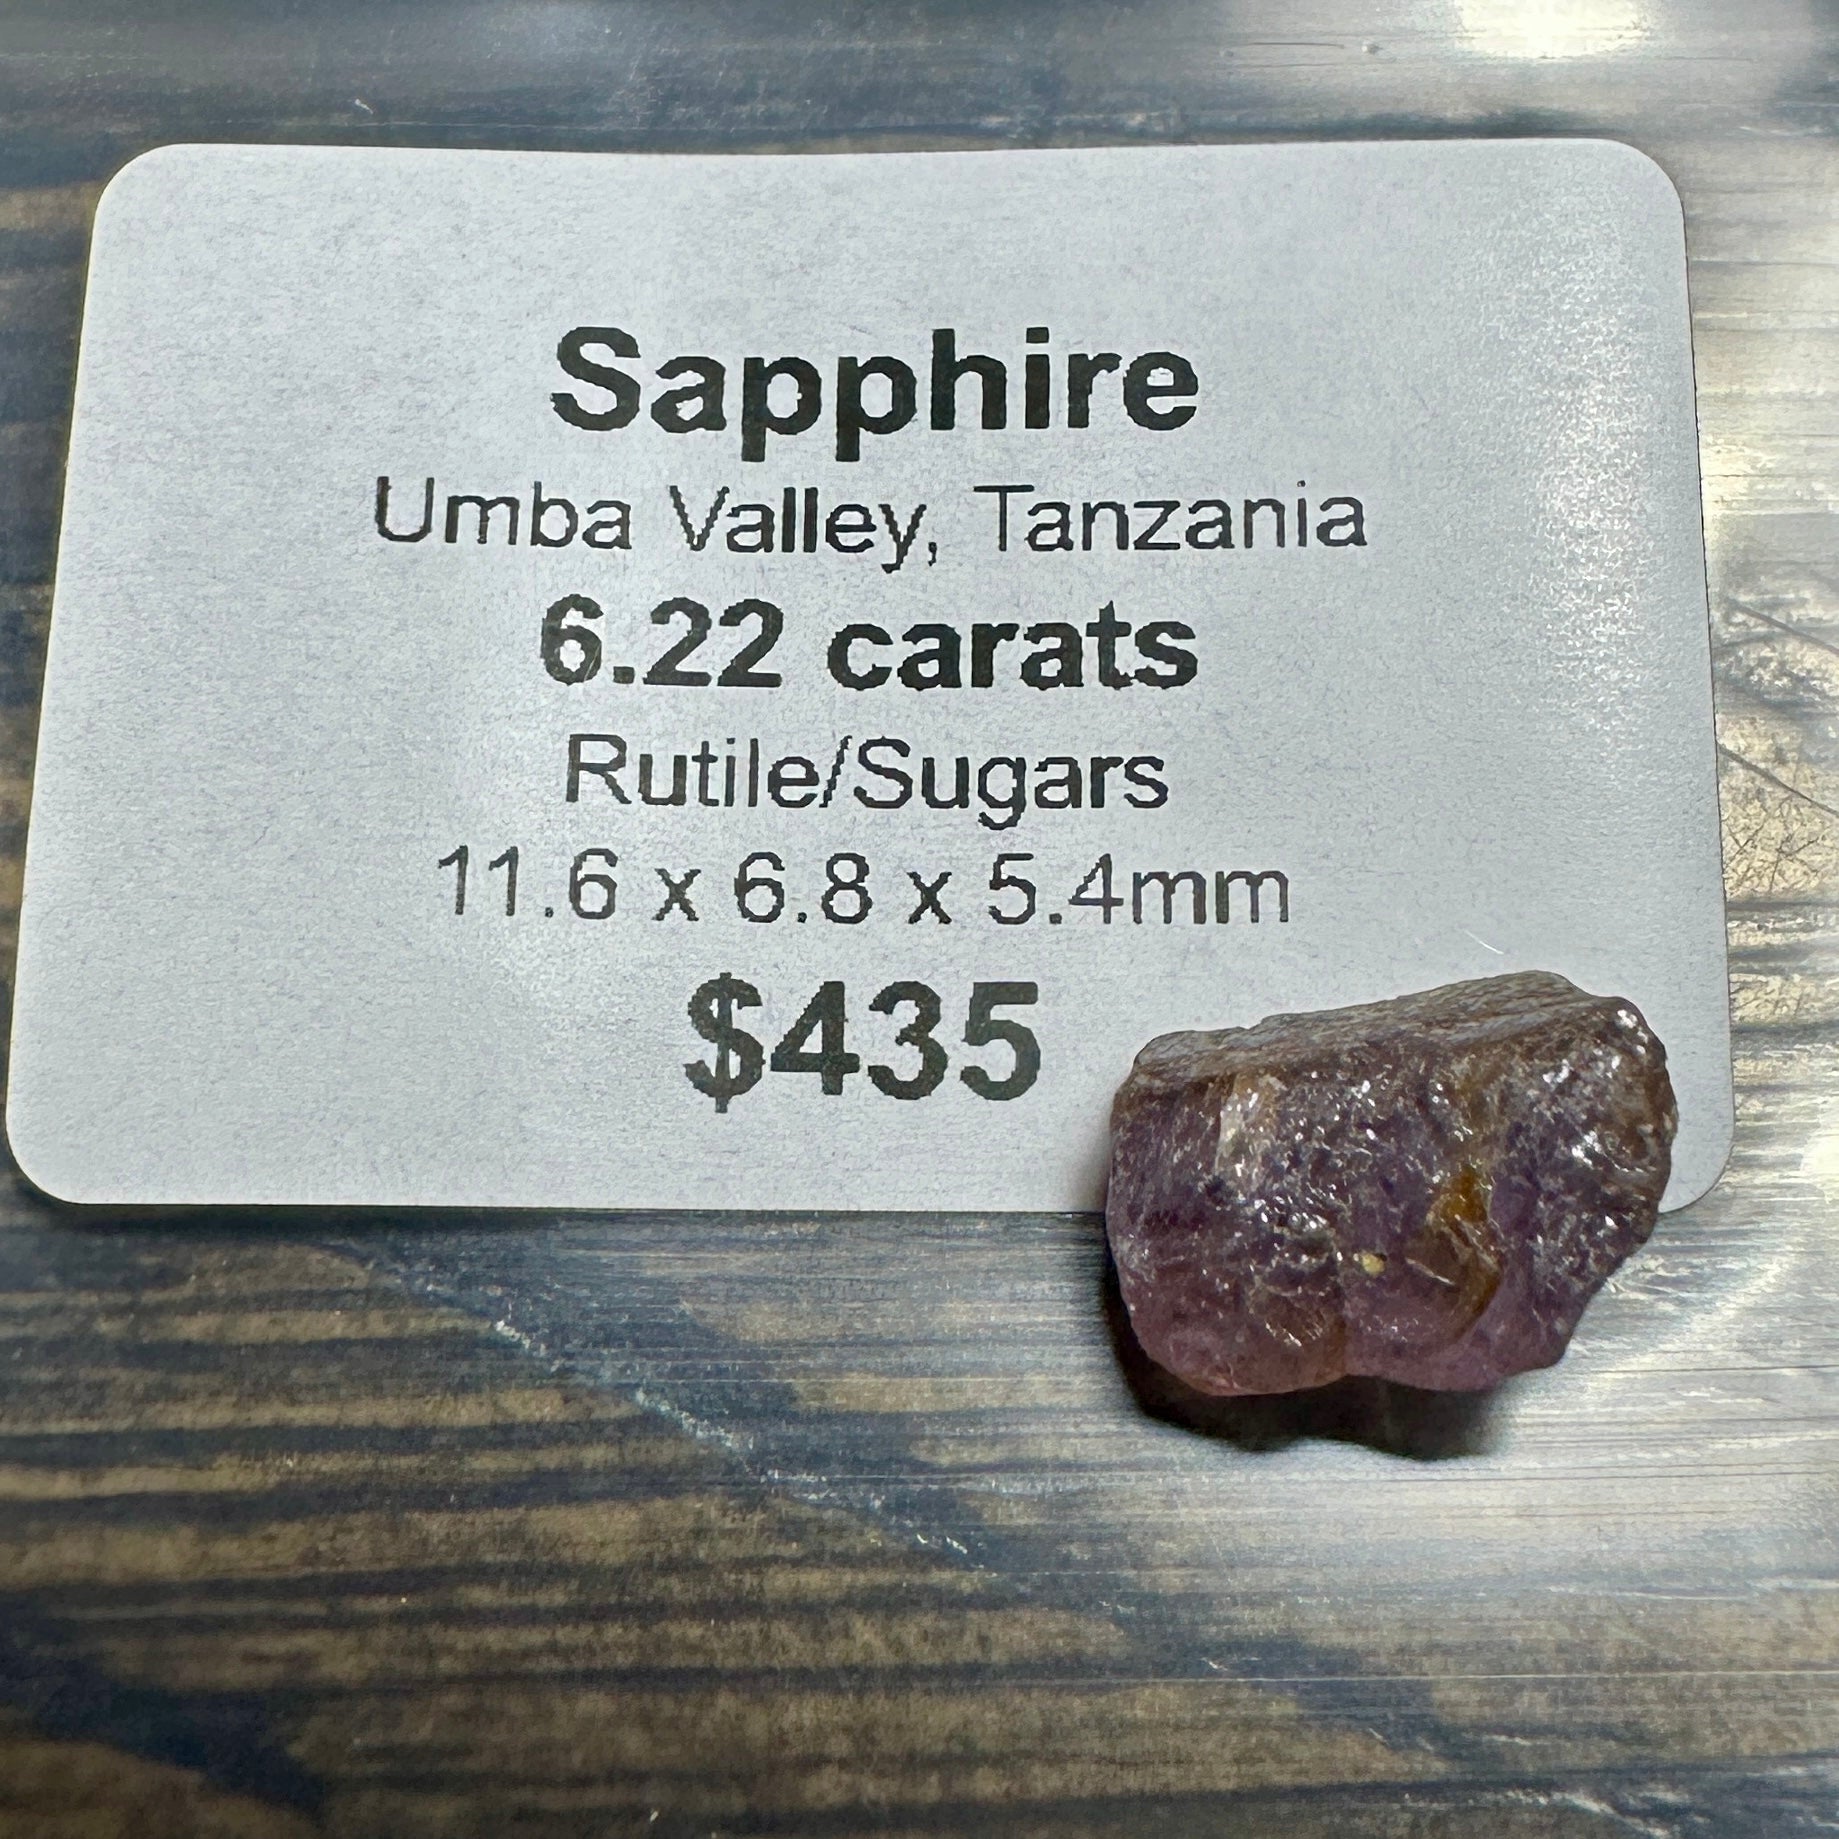 Sapphire
Umba Valley, Tanzania
6.22 carats
Rutile/Sugars
11.6 x 6.8 x 5.4mm
$435